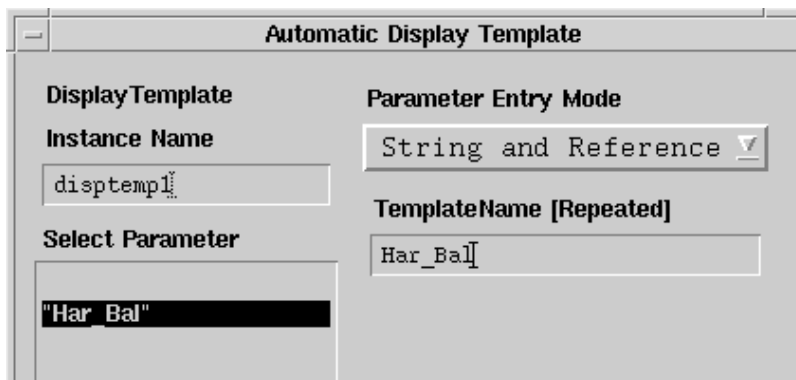 Automatic Display Template
DisplayTemplate
Instance Name
disptemp1
Select Parameter
"Har_Bal"
Parameter Entry Mode
String and Reference
TemplateName [Repeated]
Har_Bal